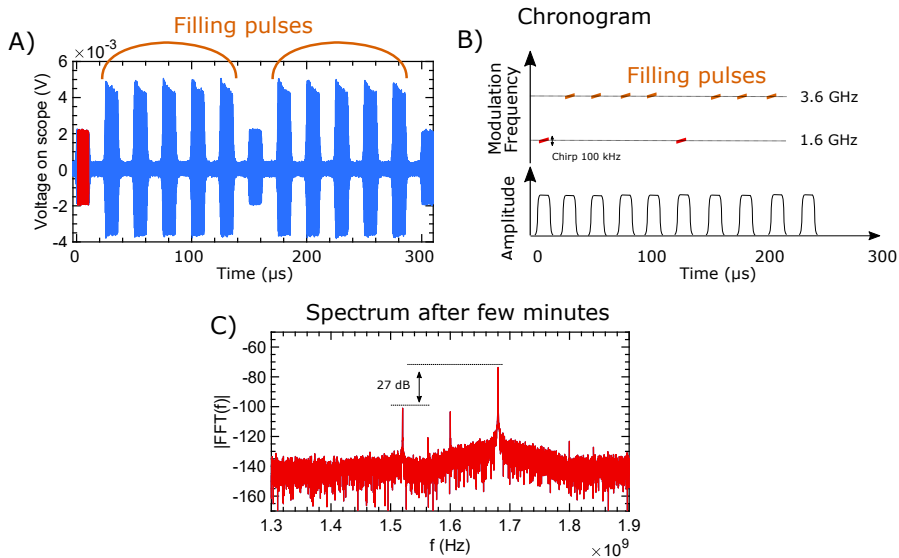 A)
Filling pulses
×10⁻³
Voltage on scope (V)
6
4
2
0
-2
-4
0
100
200
300
Time (µs)
Chronogram
B)
Modulation
Frequency
Filling pulses
3.6 GHz
1.6 GHz
Chirp 100 kHz
Amplitude
0
50
100
150
200
300
Time (µs)
Spectrum after few minutes
C)
|FFT(f)|
-60
-80
-100
-120
-140
-160
27 dB
1.3
1.4
1.5
1.6
1.7
1.8
1.9
f (Hz)
×10⁹